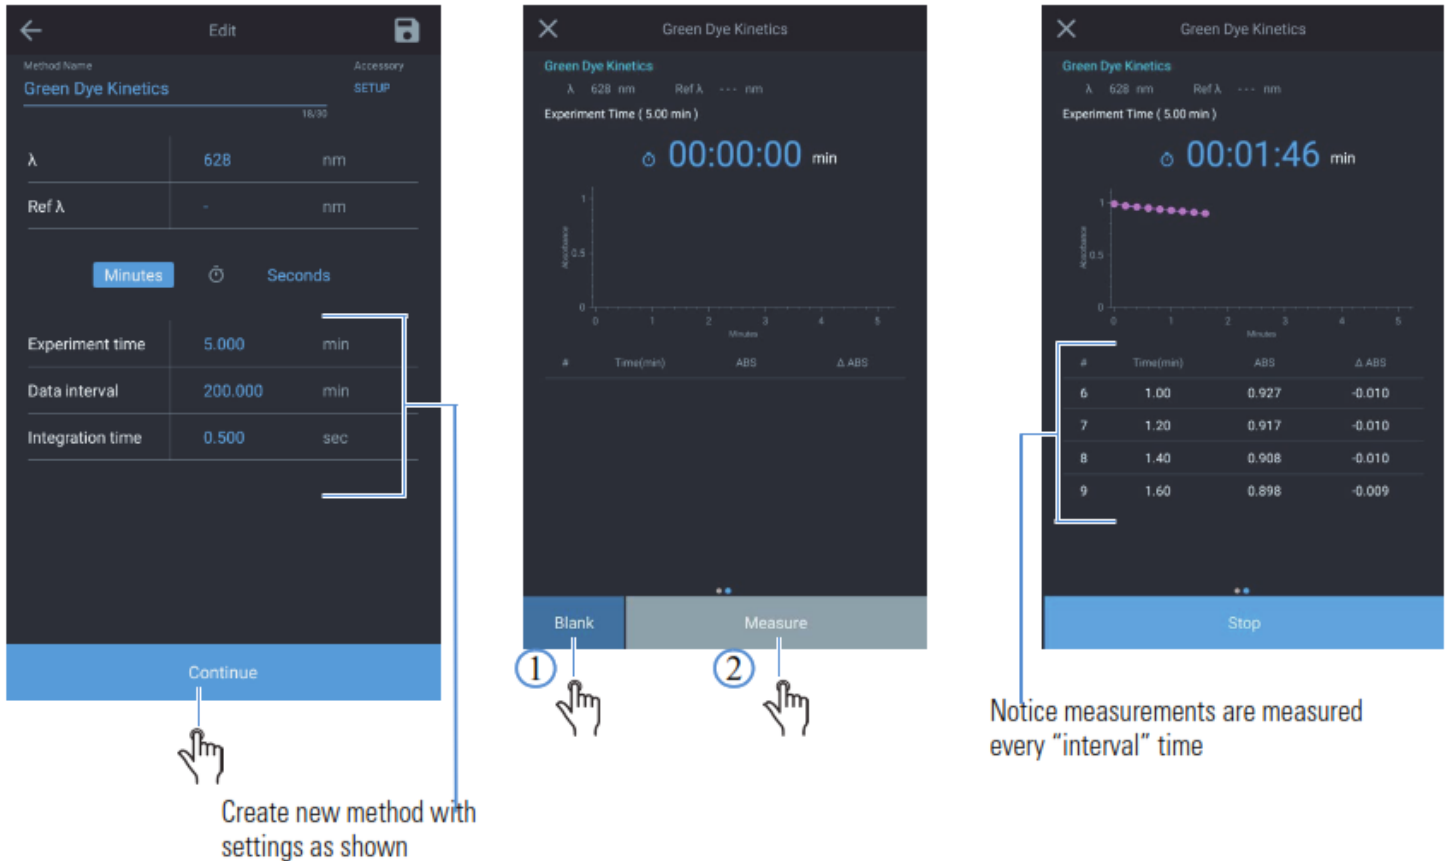 Edit
Method Name
Accessory
Green Dye Kinetics
SETUP
18/30
λ 628 nm
Ref λ - nm
Minutes Seconds
Experiment time 5.000 min
Data interval 200.000 min
Integration time 0.500 sec
Continue
Create new method with
settings as shown
Green Dye Kinetics
Green Dye Kinetics
λ 628 nm Ref λ --- nm
Experiment Time ( 5.00 min )
00:00:00 min
1
0.5
0
Absorbance
0 1 2 3 4 5
Minutes
# Time(min) ABS Δ ABS
Blank Measure
1 2
Green Dye Kinetics
Green Dye Kinetics
λ 628 nm Ref λ --- nm
Experiment Time ( 5.00 min )
00:01:46 min
1
0.5
0
Absorbance
0 1 2 3 4 5
Minutes
# Time(min) ABS Δ ABS
6 1.00 0.927 -0.010
7 1.20 0.917 -0.010
8 1.40 0.908 -0.010
9 1.60 0.898 -0.009
Stop
Notice measurements are measured
every “interval” time